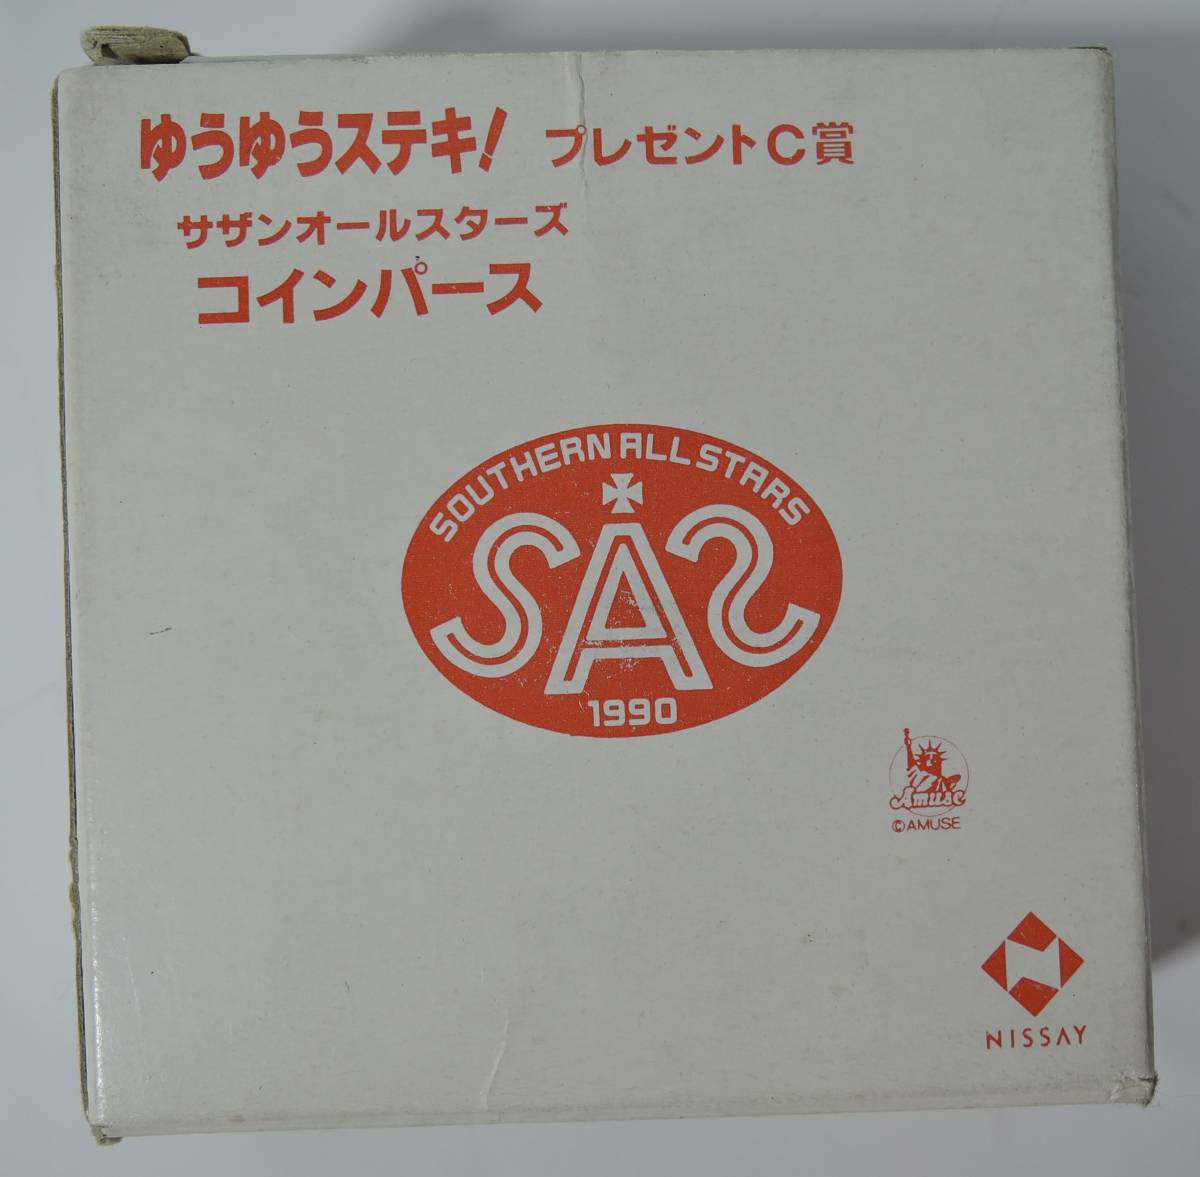 ゆうゆうステキ! プレゼントC賞
サザンオールスターズ
コインパース
SOUTHERN ALL STARS
SAS
1990
Amuse
©AMUSE
NISSAY